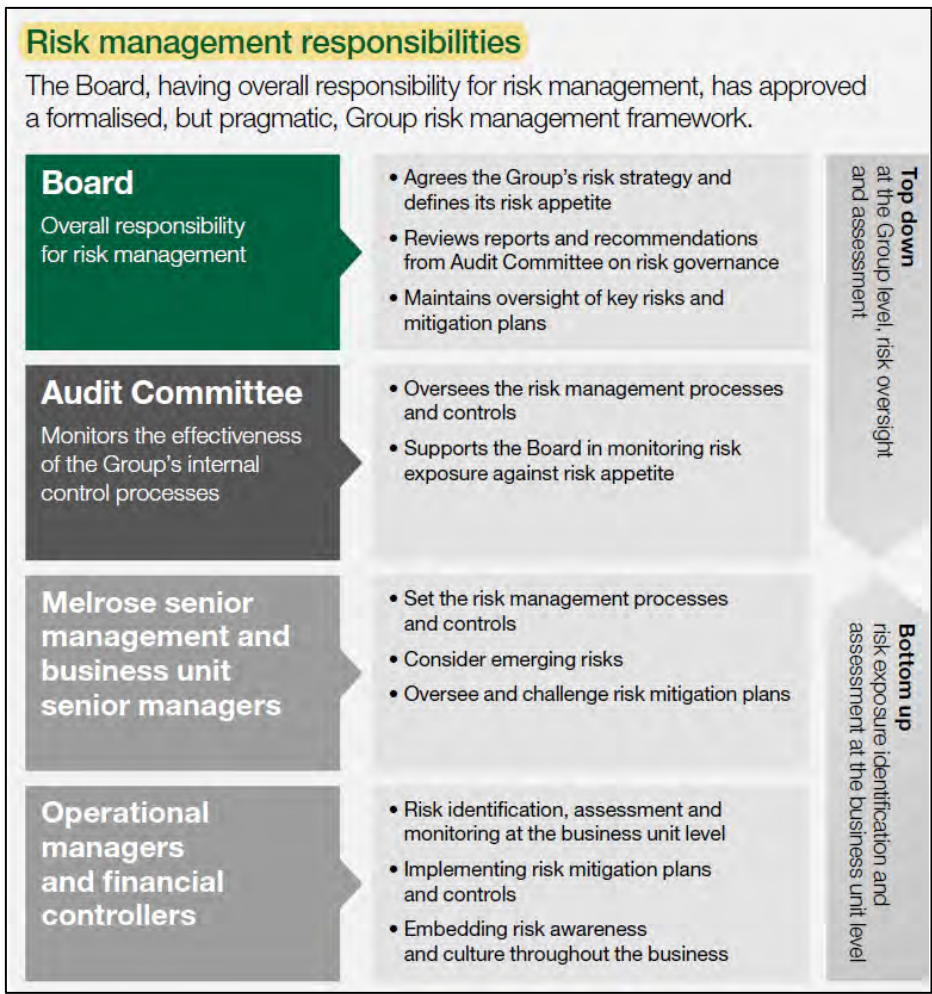 Risk management responsibilities
The Board, having overall responsibility for risk management, has approved
a formalised, but pragmatic, Group risk management framework.
Board
Overall responsibility
for risk management
• Agrees the Group's risk strategy and
defines its risk appetite
• Reviews reports and recommendations
from Audit Committee on risk governance
• Maintains oversight of key risks and
mitigation plans
Audit Committee
Monitors the effectiveness
of the Group's internal
control processes
• Oversees the risk management processes
and controls
• Supports the Board in monitoring risk
exposure against risk appetite
Melrose senior
management and
business unit
senior managers
• Set the risk management processes
and controls
• Consider emerging risks
• Oversee and challenge risk mitigation plans
Operational
managers
and financial
controllers
• Risk identification, assessment and
monitoring at the business unit level
• Implementing risk mitigation plans
and controls
• Embedding risk awareness
and culture throughout the business
Top down
at the Group level, risk oversight
and assessment
Bottom up
risk exposure identification and
assessment at the business unit level